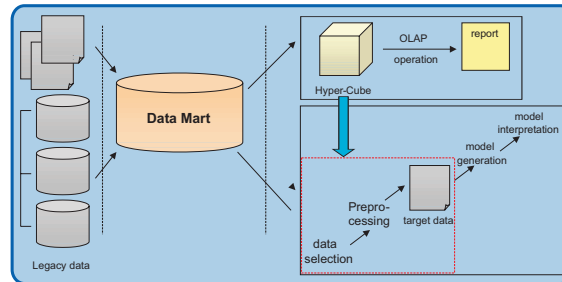 OLAP
operation
report
Hyper-Cube
Data Mart
model
interpretation
model
generation
Prepro-
cessing
target data
data
selection
Legacy data